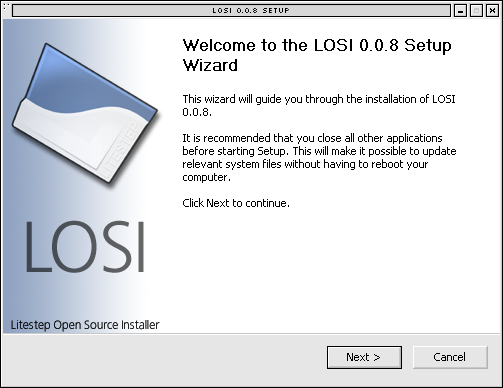 LOSI 0.0.8 SETUP
Welcome to the LOSI 0.0.8 Setup
Wizard
This wizard will guide you through the installation of LOSI
0.0.8.
It is recommended that you close all other applications
before starting Setup. This will make it possible to update
relevant system files without having to reboot your
computer.
Click Next to continue.
LOSI
Litestep Open Source Installer
Next >
Cancel